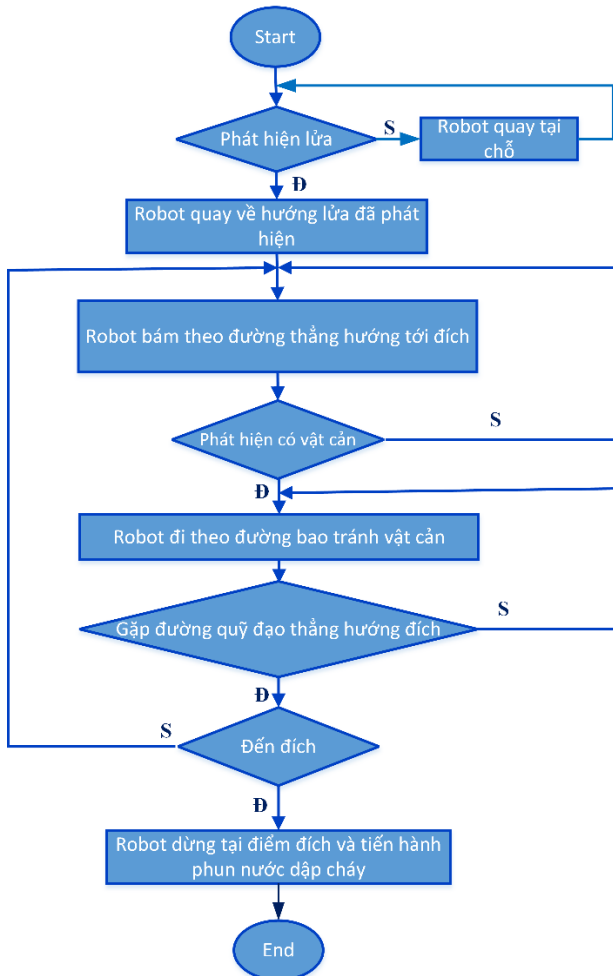 Start
Phát hiện lửa
S
Robot quay tại
chỗ
Đ
Robot quay về hướng lửa đã phát
hiện
Robot bám theo đường thẳng hướng tới đích
Phát hiện có vật cản
S
Đ
Robot đi theo đường bao tránh vật cản
Gặp đường quỹ đạo thẳng hướng đích
S
Đ
S
Đến đích
Đ
Robot dừng tại điểm đích và tiến hành
phun nước dập cháy
End